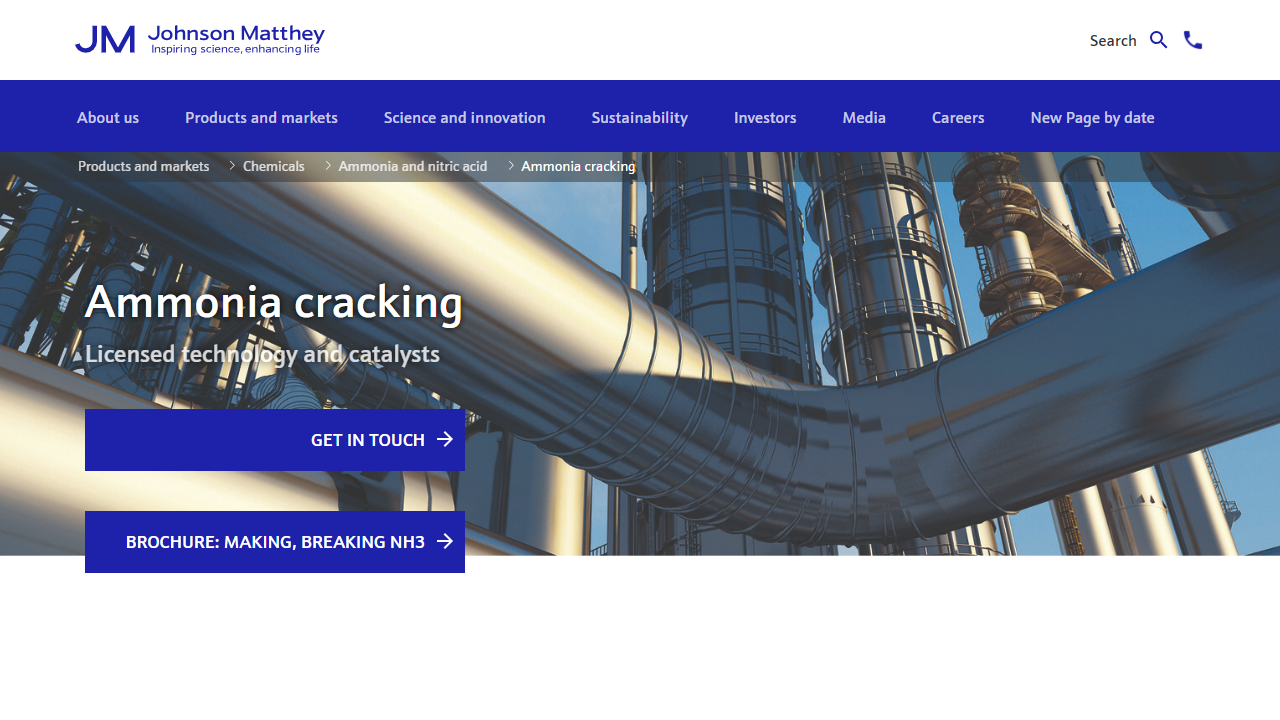 JM Johnson Matthey
Inspiring science, enhancing life
Search
About us Products and markets Science and innovation Sustainability Investors Media Careers New Page by date
Products and markets Chemicals Ammonia and nitric acid Ammonia cracking
Ammonia cracking
Licensed technology and catalysts
GET IN TOUCH
BROCHURE: MAKING, BREAKING NH3